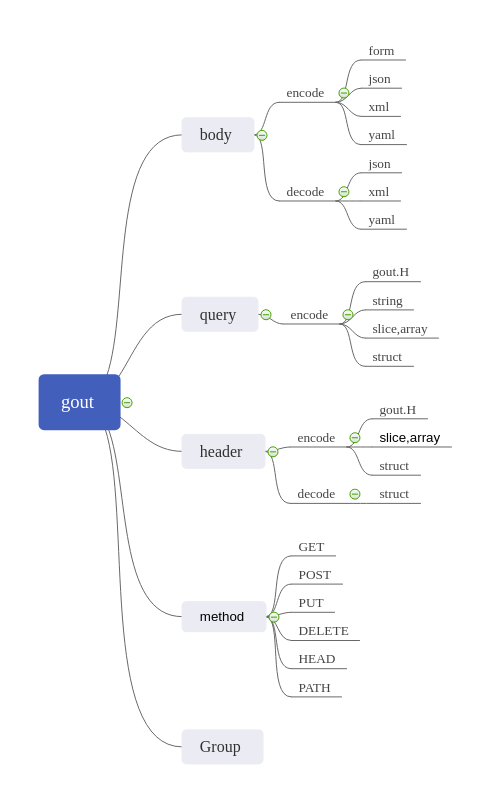 gout
body
encode
form
json
xml
yaml
decode
json
xml
yaml
query
encode
gout.H
string
slice,array
struct
header
encode
gout.H
slice,array
struct
decode
struct
method
GET
POST
PUT
DELETE
HEAD
PATH
Group